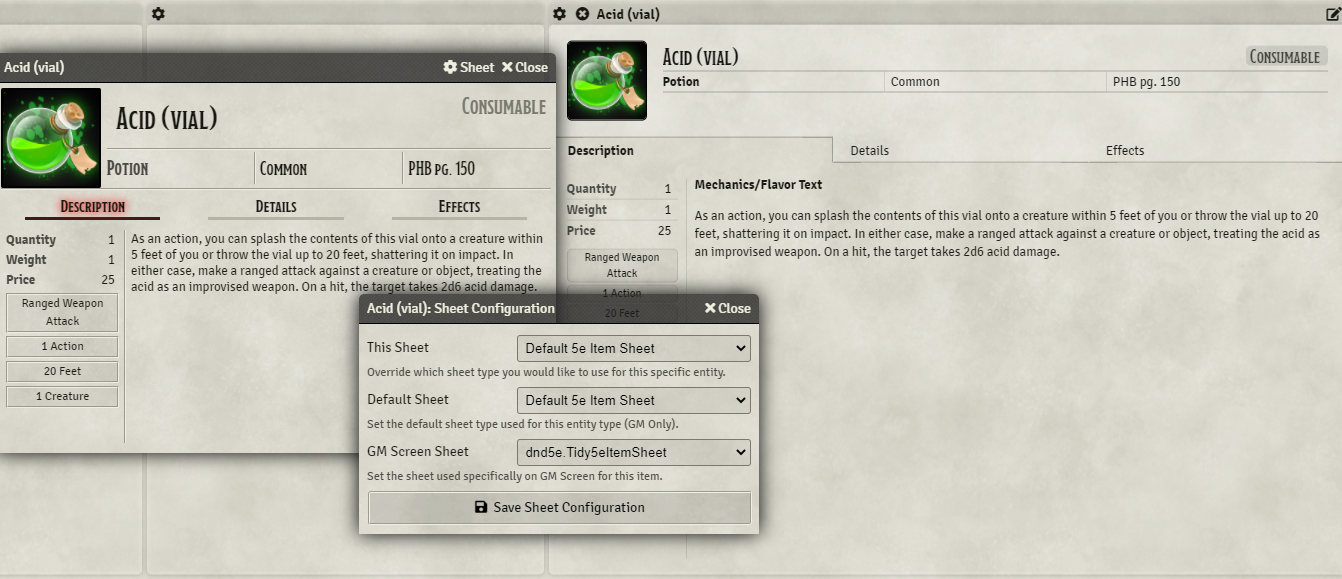 Acid (vial)
Sheet
Close
Acid (vial)
Consumable
Potion
Common
PHB pg. 150
Description
Details
Effects
Quantity 1
Weight 1
Price 25
Ranged Weapon
Attack
1 Action
20 Feet
1 Creature
As an action, you can splash the contents of this vial onto a creature within
5 feet of you or throw the vial up to 20 feet, shattering it on impact. In
either case, make a ranged attack against a creature or object, treating the
acid as an improvised weapon. On a hit, the target takes 2d6 acid damage.
Acid (vial): Sheet Configuration
Close
This Sheet
Default 5e Item Sheet
Override which sheet type you would like to use for this specific entity.
Default Sheet
Default 5e Item Sheet
Set the default sheet type used for this entity type (GM Only).
GM Screen Sheet
dnd5e.Tidy5eItemSheet
Set the sheet used specifically on GM Screen for this item.
Save Sheet Configuration
Acid (vial)
Acid (vial)
Consumable
Potion
Common
PHB pg. 150
Description
Details
Effects
Quantity 1
Weight 1
Price 25
Ranged Weapon
Attack
1 Action
20 Feet
Mechanics/Flavor Text
As an action, you can splash the contents of this vial onto a creature within 5 feet of you or throw the vial up to 20
feet, shattering it on impact. In either case, make a ranged attack against a creature or object, treating the acid as
an improvised weapon. On a hit, the target takes 2d6 acid damage.